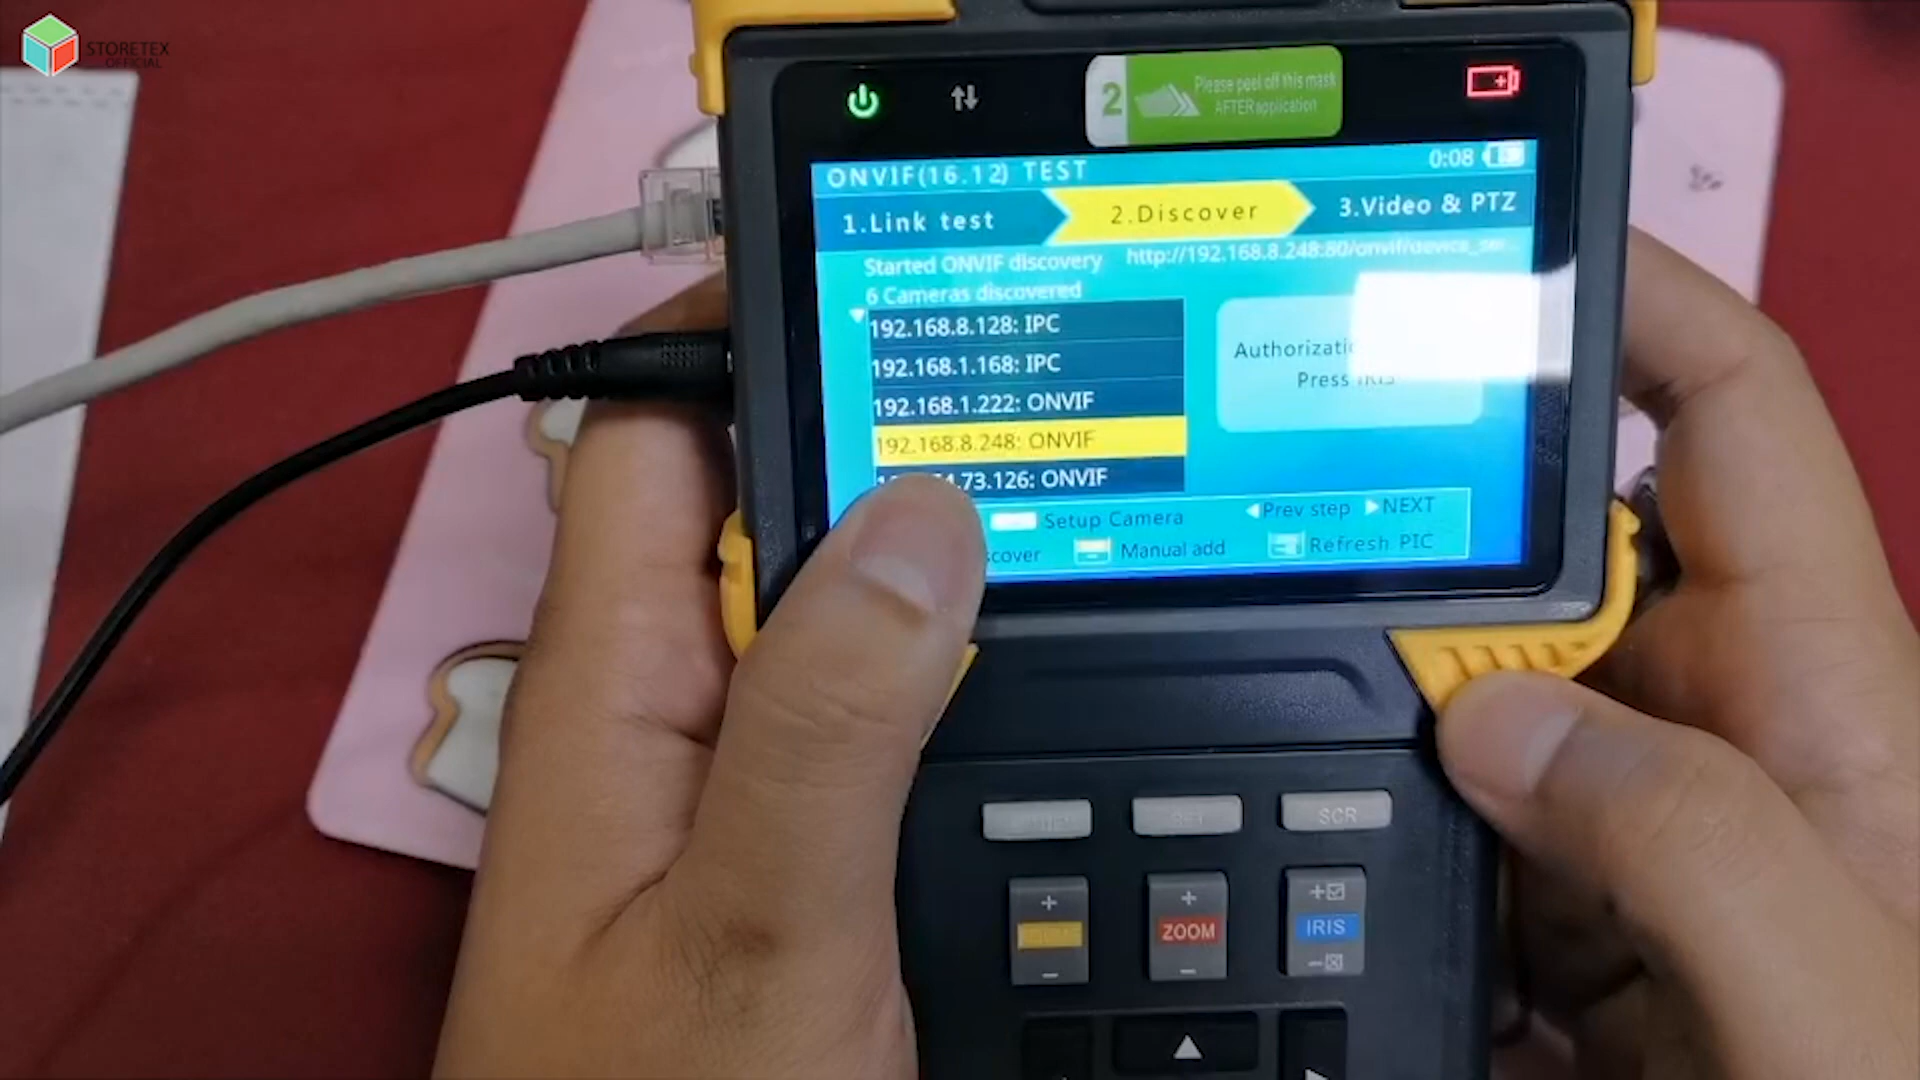 STORETEX
OFFICIAL
2
Please peel off this mask
AFTER application
0:08
ONVIF(16.12) TEST
1.Link test
2.Discover
3.Video & PTZ
Started ONVIF discovery
http://192.168.8.248:80/onvif/device_se...
6 Cameras discovered
192.168.8.128: IPC
192.168.1.168: IPC
192.168.1.222: ONVIF
192.168.8.248: ONVIF
.73.126: ONVIF
Press IRIS
Setup Camera
Prev step
NEXT
Manual add
Refresh PIC
SCR
+
+
+
ZOOM
IRIS
-
-
-